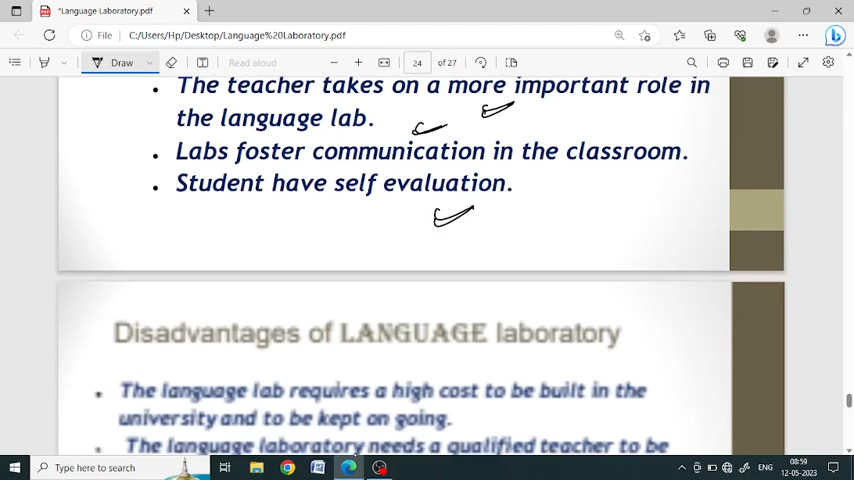 *Language Laboratory.pdf
File
C:/Users/Hp/Desktop/Language%20Laboratory.pdf
Draw
Read aloud
24
of 27
• The teacher takes on a more important role in
the language lab.
• Labs foster communication in the classroom.
• Student have self evaluation.
Disadvantages of LANGUAGE laboratory
• The language lab requires a high cost to be built in the
university and to be kept on going.
• The language laboratory needs a qualified teacher to be
Type here to search
ENG
08:59
12-05-2023